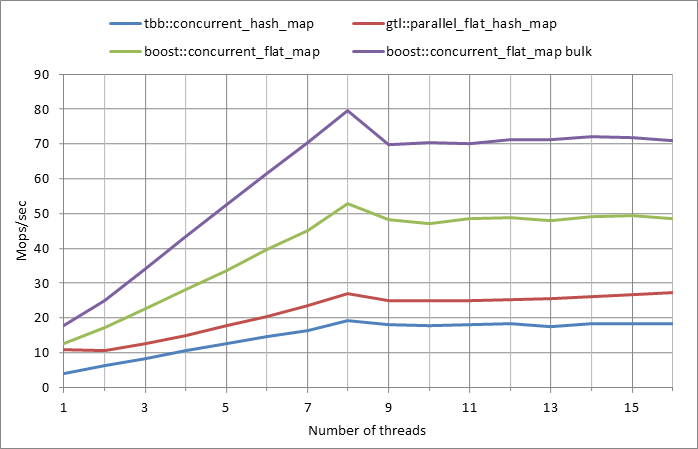 tbb::concurrent_hash_map gtl::parallel_flat_hash_map
boost::concurrent_flat_map boost::concurrent_flat_map bulk
90
80
70
60
50
40
30
20
10
0
Mops/sec
1 3 5 7 9 11 13 15
Number of threads